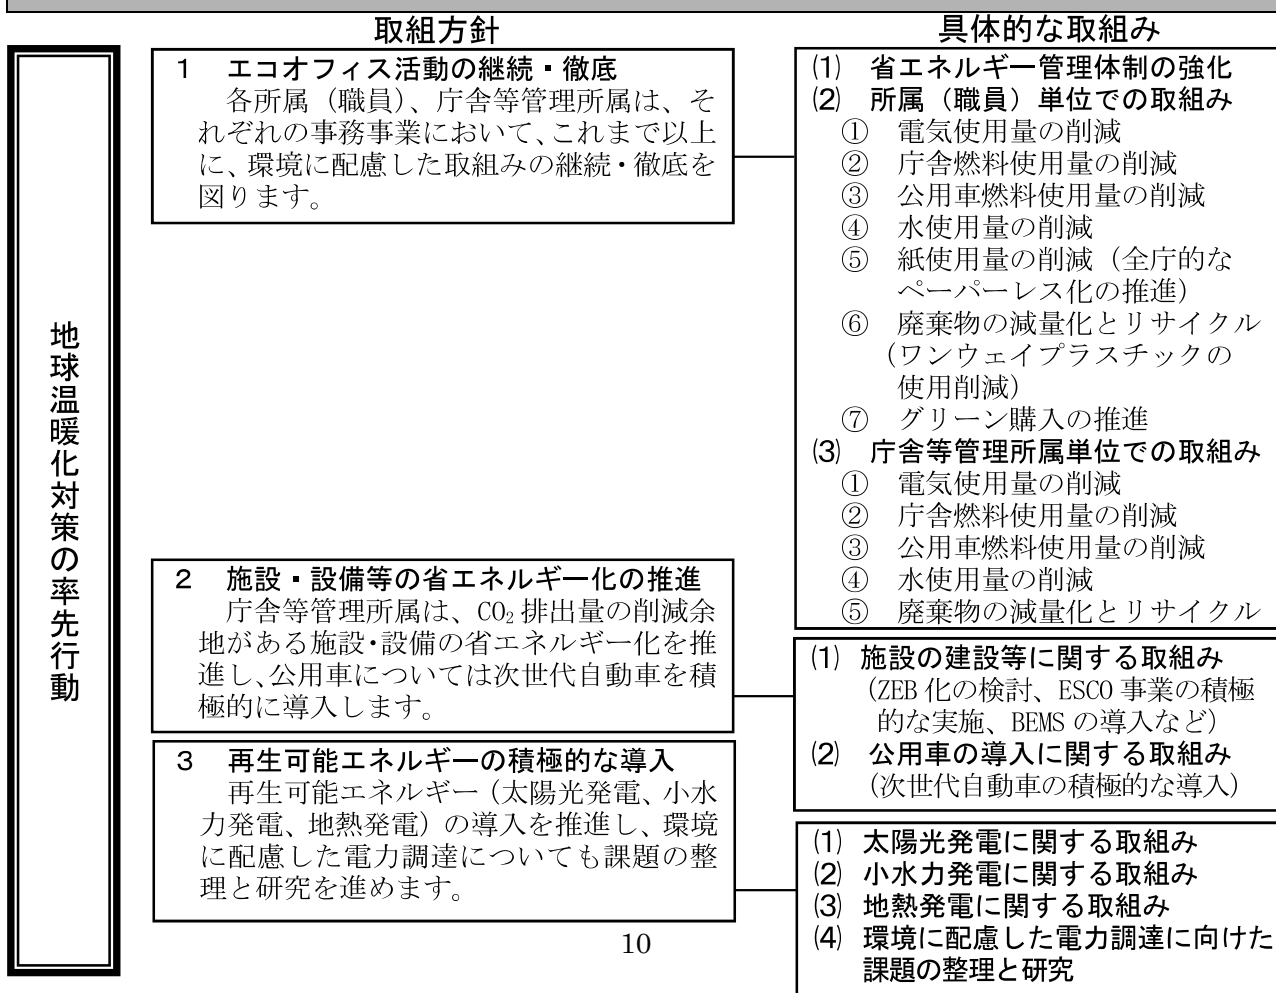 取組方針
具体的な取組み
地球温暖化対策の率先行動
1 エコオフィス活動の継続・徹底
各所属（職員）、庁舎等管理所属は、そ
れぞれの事務事業において、これまで以上
に、環境に配慮した取組みの継続・徹底を
図ります。
(1) 省エネルギー管理体制の強化
(2) 所属（職員）単位での取組み
① 電気使用量の削減
② 庁舎燃料使用量の削減
③ 公用車燃料使用量の削減
④ 水使用量の削減
⑤ 紙使用量の削減（全庁的な
ペーパーレス化の推進）
⑥ 廃棄物の減量化とリサイクル
（ワンウェイプラスチックの
使用削減）
⑦ グリーン購入の推進
(3) 庁舎等管理所属単位での取組み
① 電気使用量の削減
② 庁舎燃料使用量の削減
③ 公用車燃料使用量の削減
④ 水使用量の削減
⑤ 廃棄物の減量化とリサイクル
2 施設・設備等の省エネルギー化の推進
庁舎等管理所属は、CO₂排出量の削減余
地がある施設・設備の省エネルギー化を推
進し、公用車については次世代自動車を積
極的に導入します。
(1) 施設の建設等に関する取組み
（ZEB化の検討、ESCO事業の積極
的な実施、BEMSの導入など）
(2) 公用車の導入に関する取組み
（次世代自動車の積極的な導入）
3 再生可能エネルギーの積極的な導入
再生可能エネルギー（太陽光発電、小水
力発電、地熱発電）の導入を推進し、環境
に配慮した電力調達についても課題の整
理と研究を進めます。
(1) 太陽光発電に関する取組み
(2) 小水力発電に関する取組み
(3) 地熱発電に関する取組み
(4) 環境に配慮した電力調達に向けた
課題の整理と研究
10